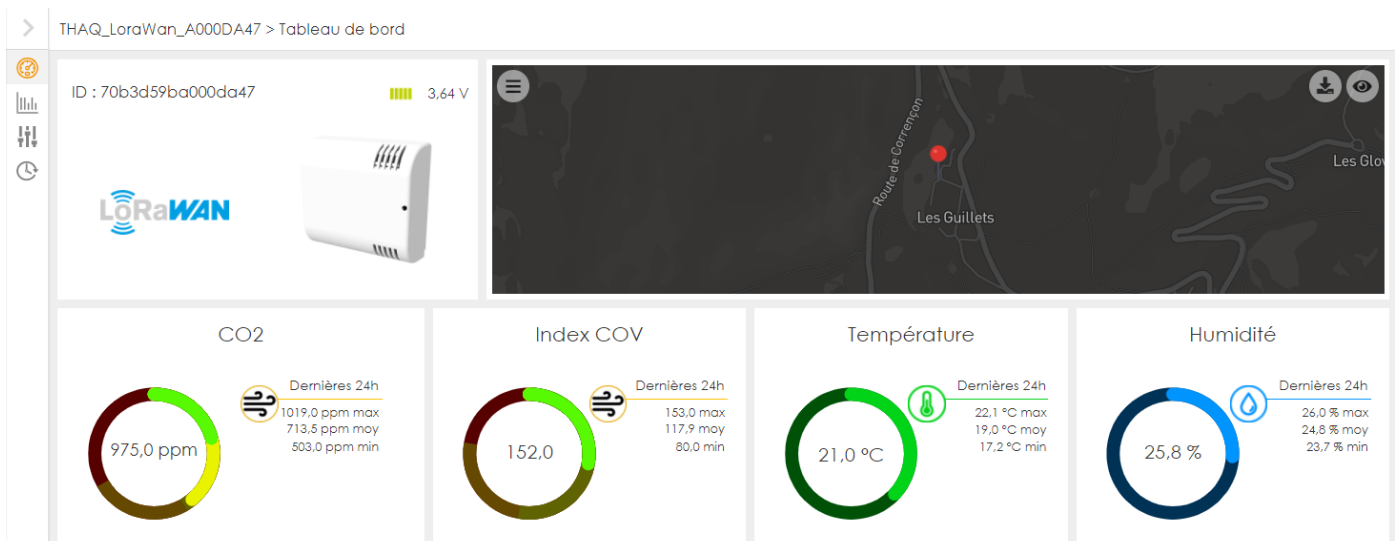 THAQ_LoraWan_A000DA47 > Tableau de bord
ID : 70b3d59ba000da47
3,64 V
LoRaWAN
Route de Corrençon
Les Guillets
Les Glov
CO2
Dernières 24h
1019,0 ppm max
713,5 ppm moy
503,0 ppm min
975,0 ppm
Index COV
Dernières 24h
153,0 max
117,9 moy
80,0 min
152,0
Température
Dernières 24h
22,1 °C max
19,0 °C moy
17,2 °C min
21,0 °C
Humidité
Dernières 24h
26,0 % max
24,8 % moy
23,7 % min
25,8 %